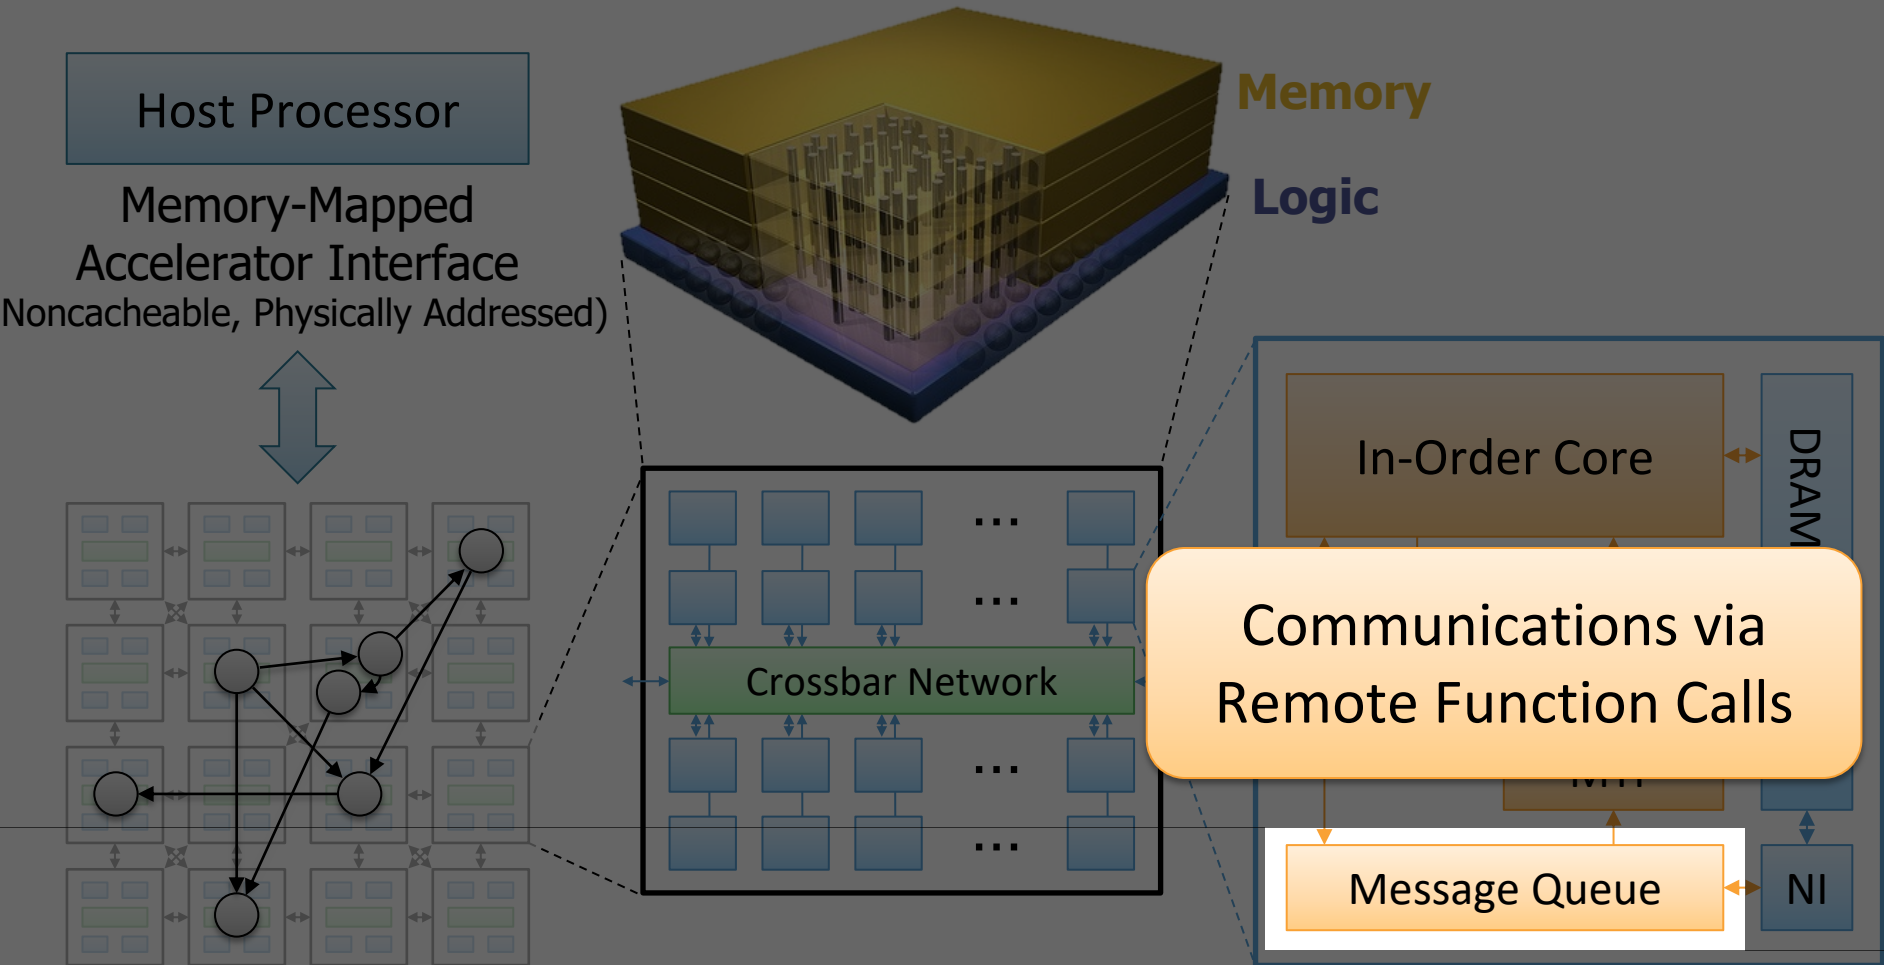 Host Processor
Memory-Mapped
Accelerator Interface
Noncacheable, Physically Addressed)
Memory
Logic
...
...
Crossbar Network
...
...
In-Order Core
DRAM
Communications via
Remote Function Calls
Message Queue
NI